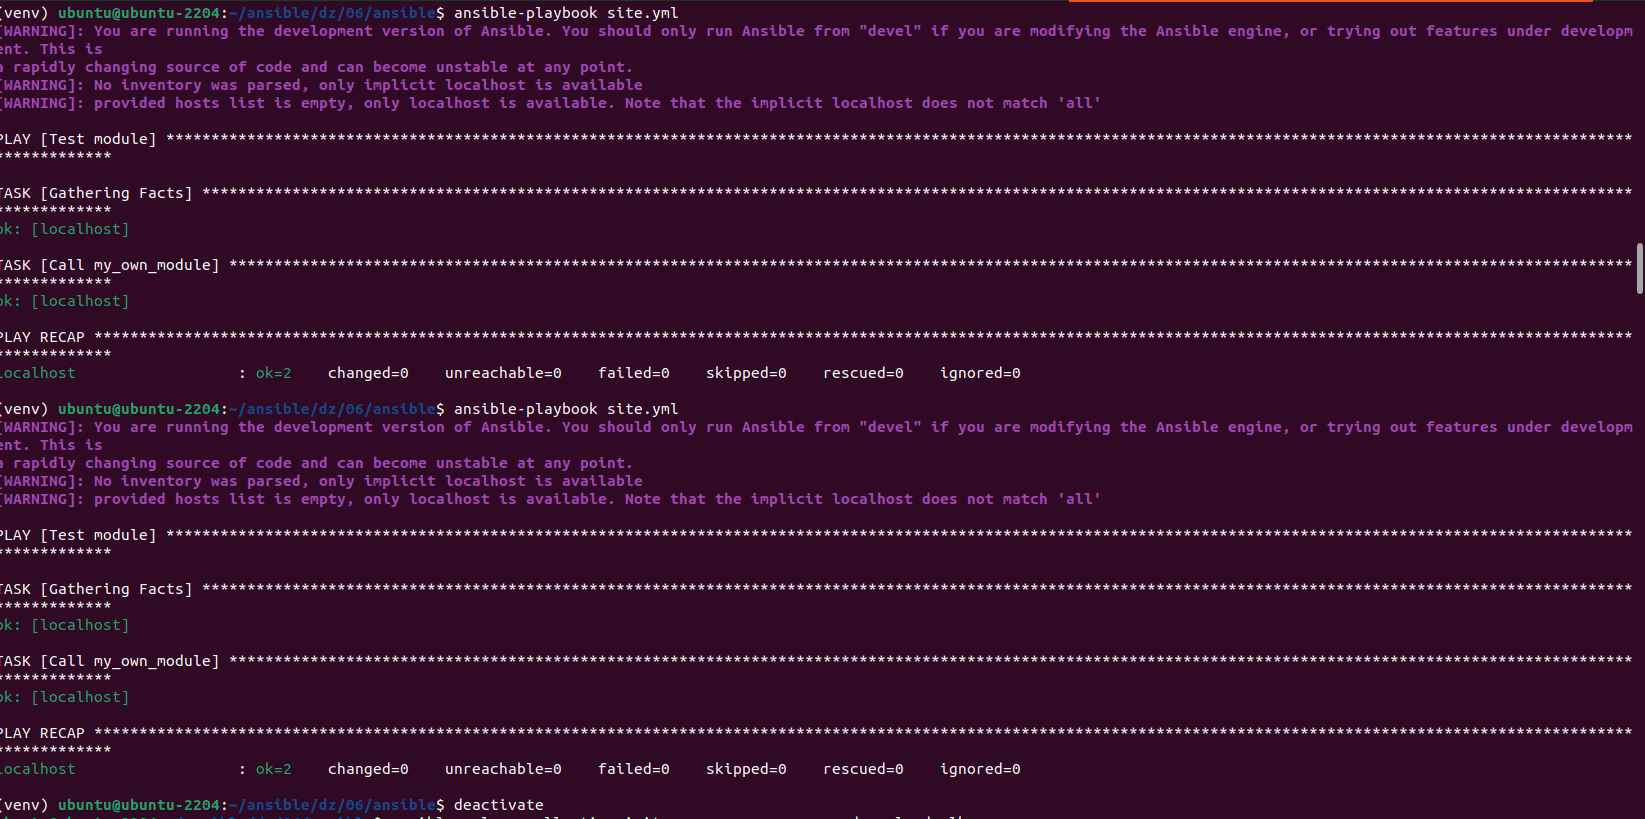 (venv) ubuntu@ubuntu-2204:~/ansible/dz/06/ansible$ ansible-playbook site.yml
[WARNING]: You are running the development version of Ansible. You should only run Ansible from "devel" if you are modifying the Ansible engine, or trying out features under developm
ent. This is
a rapidly changing source of code and can become unstable at any point.
[WARNING]: No inventory was parsed, only implicit localhost is available
[WARNING]: provided hosts list is empty, only localhost is available. Note that the implicit localhost does not match 'all'
PLAY [Test module] *******************************************************************************************************************************************************************
*************
TASK [Gathering Facts] ***************************************************************************************************************************************************************
*************
ok: [localhost]
TASK [Call my_own_module] ************************************************************************************************************************************************************
*************
ok: [localhost]
PLAY RECAP ***************************************************************************************************************************************************************************
*************
localhost                  : ok=2    changed=0    unreachable=0    failed=0    skipped=0    rescued=0    ignored=0
(venv) ubuntu@ubuntu-2204:~/ansible/dz/06/ansible$ ansible-playbook site.yml
[WARNING]: You are running the development version of Ansible. You should only run Ansible from "devel" if you are modifying the Ansible engine, or trying out features under developm
ent. This is
a rapidly changing source of code and can become unstable at any point.
[WARNING]: No inventory was parsed, only implicit localhost is available
[WARNING]: provided hosts list is empty, only localhost is available. Note that the implicit localhost does not match 'all'
PLAY [Test module] *******************************************************************************************************************************************************************
*************
TASK [Gathering Facts] ***************************************************************************************************************************************************************
*************
ok: [localhost]
TASK [Call my_own_module] ************************************************************************************************************************************************************
*************
ok: [localhost]
PLAY RECAP ***************************************************************************************************************************************************************************
*************
localhost                  : ok=2    changed=0    unreachable=0    failed=0    skipped=0    rescued=0    ignored=0
(venv) ubuntu@ubuntu-2204:~/ansible/dz/06/ansible$ deactivate